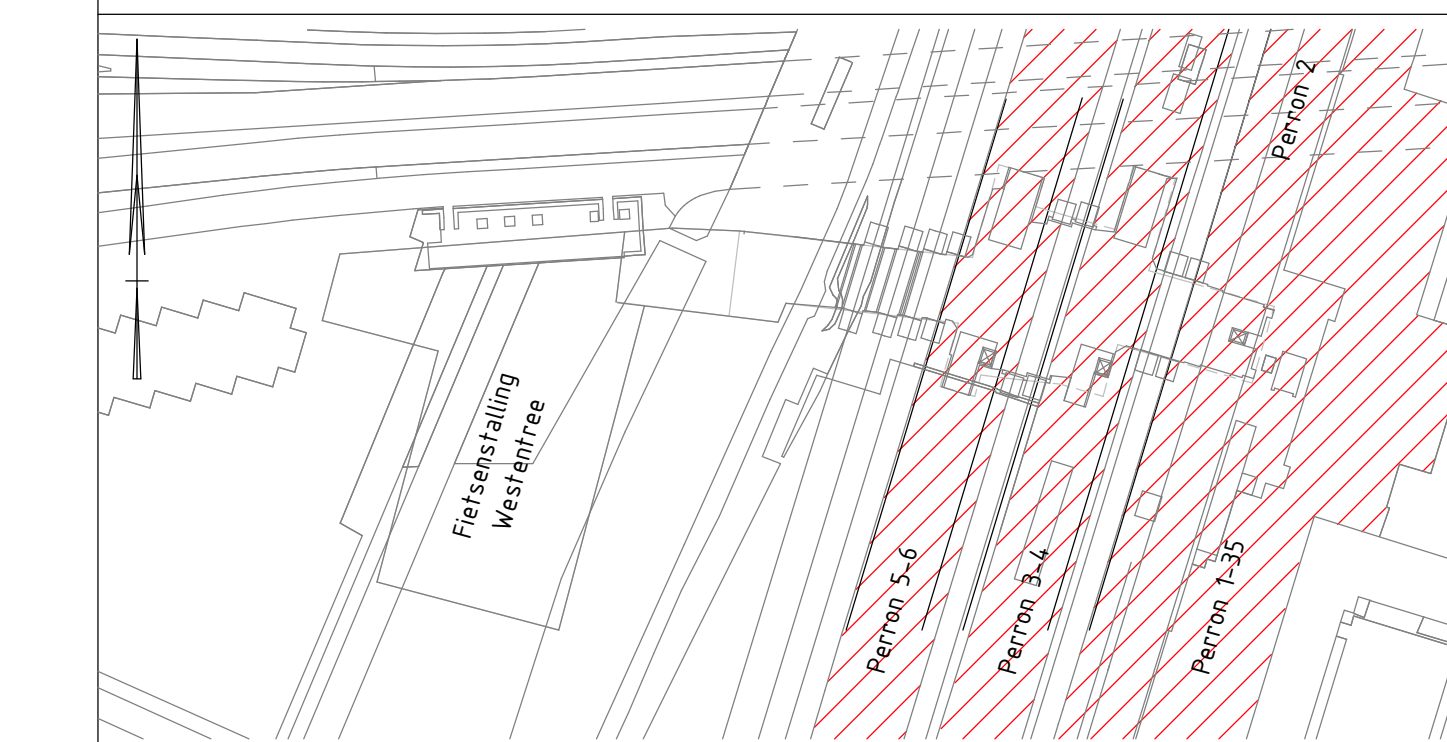 Perron 2
Fietsenstalling
Westentree
Perron 5-6
Perron 3-4
Perron 1-35